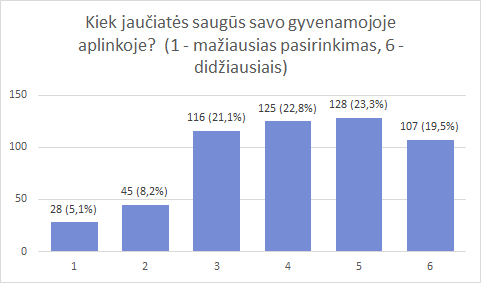 Kiek jaučiatės saugūs savo gyvenamojoje
aplinkoje? (1 - mažiausias pasirinkimas, 6 -
didžiausiais)
150
100
50
0
28 (5,1%)
45 (8,2%)
116 (21,1%)
125 (22,8%)
128 (23,3%)
107 (19,5%)
1 2 3 4 5 6